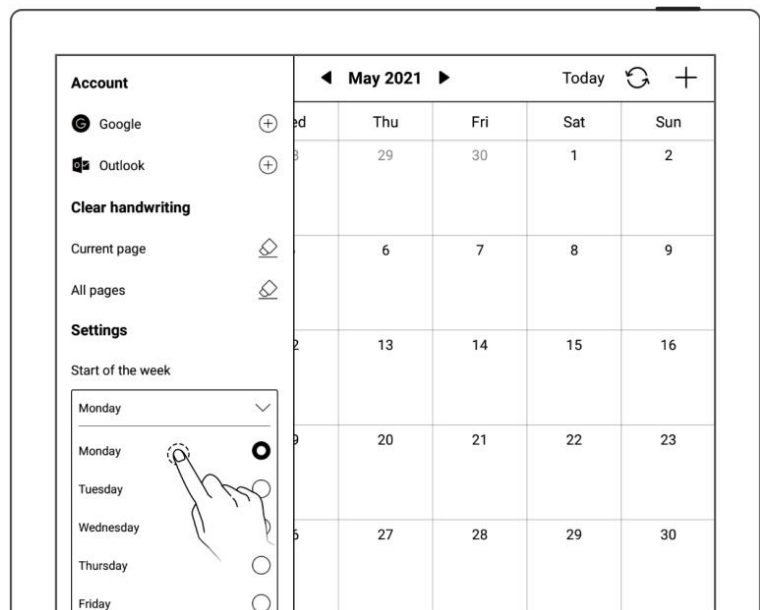 Account
Google
Outlook
Clear handwriting
Current page
All pages
Settings
Start of the week
Monday
Monday
Tuesday
Wednesday
Thursday
Friday
May 2021 Today
Thu Fri Sat Sun
29 30 1 2
6 7 8 9
13 14 15 16
20 21 22 23
27 28 29 30